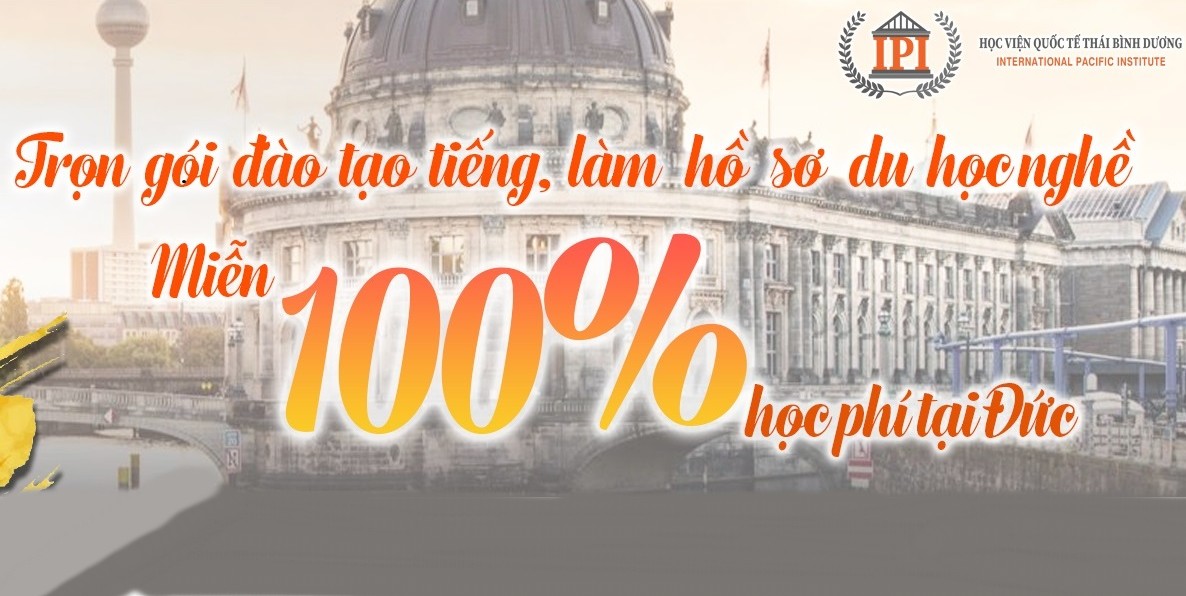 IPI
HỌC VIỆN QUỐC TẾ THÁI BÌNH DƯƠNG
INTERNATIONAL PACIFIC INSTITUTE
Trọn gói đào tạo tiếng, làm hồ sơ du học nghề
Miễn 100% học phí tại Đức